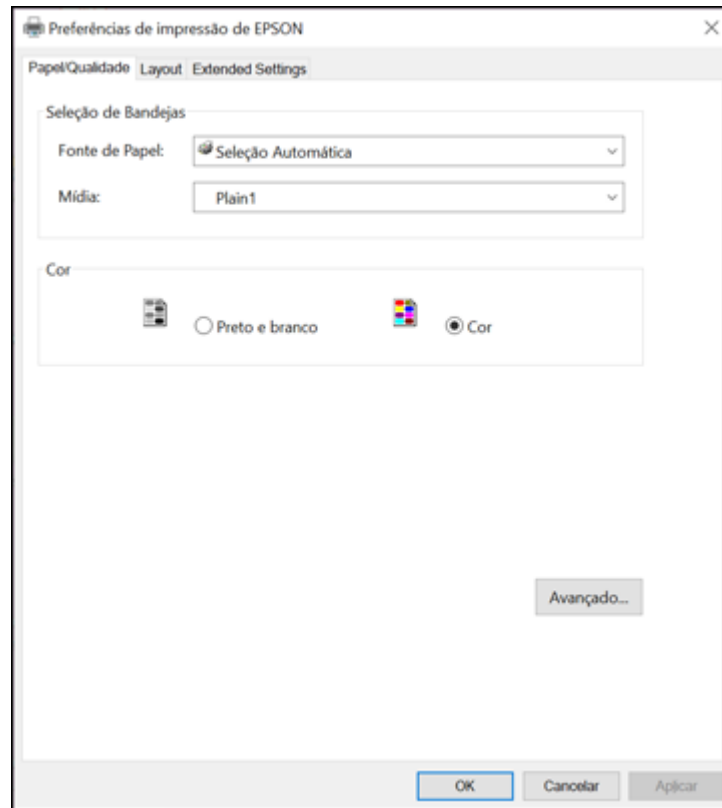 Preferências de impressão de EPSON
Papel/Qualidade Layout Extended Settings
Seleção de Bandejas
Fonte de Papel: Seleção Automática
Mídia: Plain1
Cor
Preto e branco Cor
Avançado...
OK Cancelar Aplicar